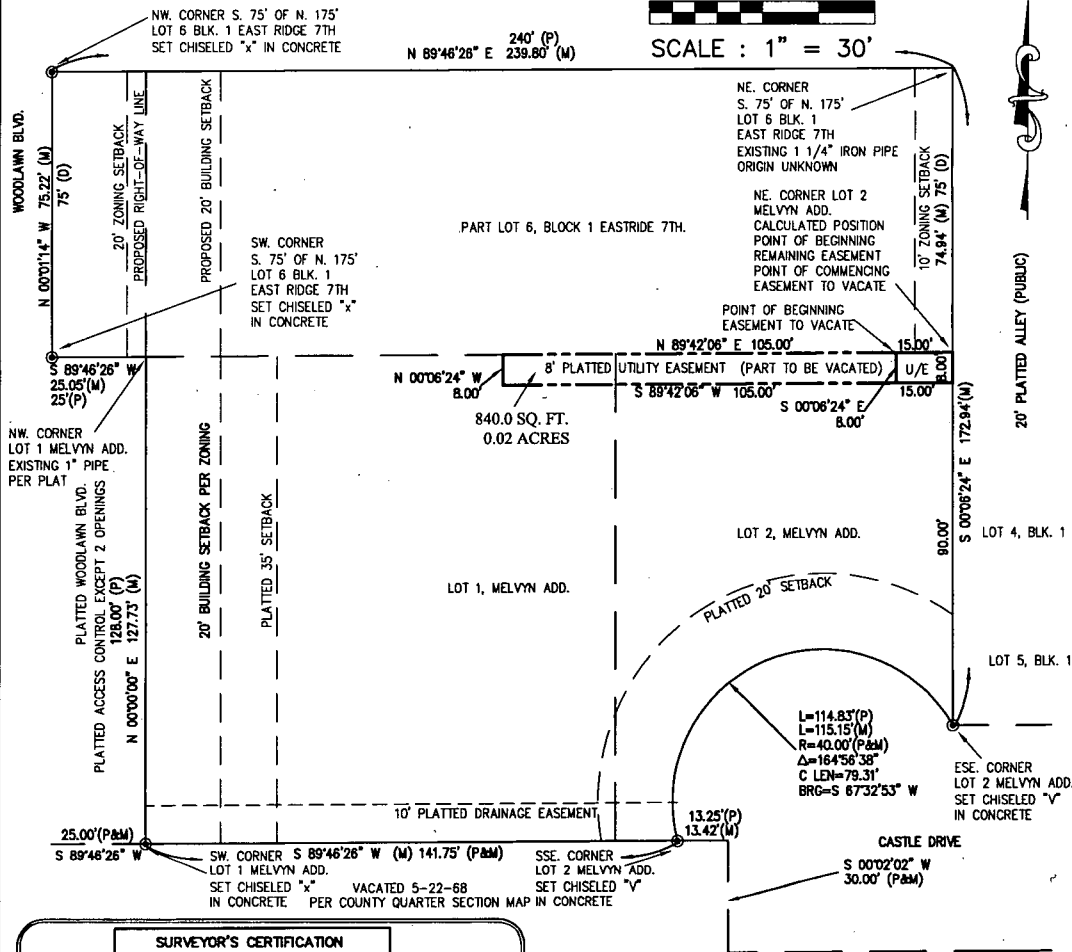 NW. CORNER S. 75' OF N. 175'
LOT 6 BLK. 1 EAST RIDGE 7TH
SET CHISELED "x" IN CONCRETE
240' (P)
N 89°46'26" E 239.80' (M)
SCALE : 1" = 30'
WOODLAWN BLVD.
N 00°01'14" W 75.22' (M)
75' (D)
20' ZONING SETBACK
PROPOSED RIGHT-OF-WAY LINE
PROPOSED 20' BUILDING SETBACK
NE. CORNER
S. 75' OF N. 175'
LOT 6 BLK. 1
EAST RIDGE 7TH
EXISTING 1 1/4" IRON PIPE
ORIGIN UNKNOWN
10' ZONING SETBACK
74.94' (M) 75' (D)
20' PLATTED ALLEY (PUBLIC)
NE. CORNER LOT 2
MELVYN ADD.
CALCULATED POSITION
POINT OF BEGINNING
REMAINING EASEMENT
POINT OF COMMENCING
EASEMENT TO VACATE
PART LOT 6, BLOCK 1 EASTRIDE 7TH.
SW. CORNER
S. 75' OF N. 175'
LOT 6 BLK. 1
EAST RIDGE 7TH
SET CHISELED "x"
IN CONCRETE
POINT OF BEGINNING
EASEMENT TO VACATE
N 89°42'06" E 105.00'
15.00'
S 89°46'26" W
25.05'(M)
25'(P)
N 00°06'24" W
8.00'
8' PLATTED UTILITY EASEMENT (PART TO BE VACATED)
U/E
8.00'
S 89°42'06" W 105.00'
15.00'
S 00°06'24" E
8.00'
840.0 SQ. FT.
0.02 ACRES
NW. CORNER
LOT 1 MELVYN ADD.
EXISTING 1" PIPE
PER PLAT
S 00°06'24" E 172.94'(M)
90.00'
PLATTED WOODLAWN BLVD.
PLATTED ACCESS CONTROL EXCEPT 2 OPENINGS
128.00' (P)
N 00°00'00" E 127.73' (M)
20' BUILDING SETBACK PER ZONING
PLATTED 35' SETBACK
LOT 2, MELVYN ADD.
LOT 4, BLK. 1
LOT 1, MELVYN ADD.
PLATTED 20' SETBACK
LOT 5, BLK. 1
L=114.83'(P)
L=115.15'(M)
R=40.00'(P&M)
Δ=164°56'38"
C LEN=79.31'
BRG=S 67°32'53" W
ESE. CORNER
LOT 2 MELVYN ADD.
SET CHISELED "V"
IN CONCRETE
10' PLATTED DRAINAGE EASEMENT
13.25'(P)
13.42'(M)
25.00'(P&M)
S 89°46'26" W
SW. CORNER
LOT 1 MELVYN ADD.
SET CHISELED "x"
IN CONCRETE
S 89°46'26" W (M) 141.75' (P&M)
VACATED 5-22-68
PER COUNTY QUARTER SECTION MAP
SSE. CORNER
LOT 2 MELVYN ADD.
SET CHISELED "V"
IN CONCRETE
CASTLE DRIVE
S 00°02'02" W
30.00' (P&M)
SURVEYOR'S CERTIFICATION